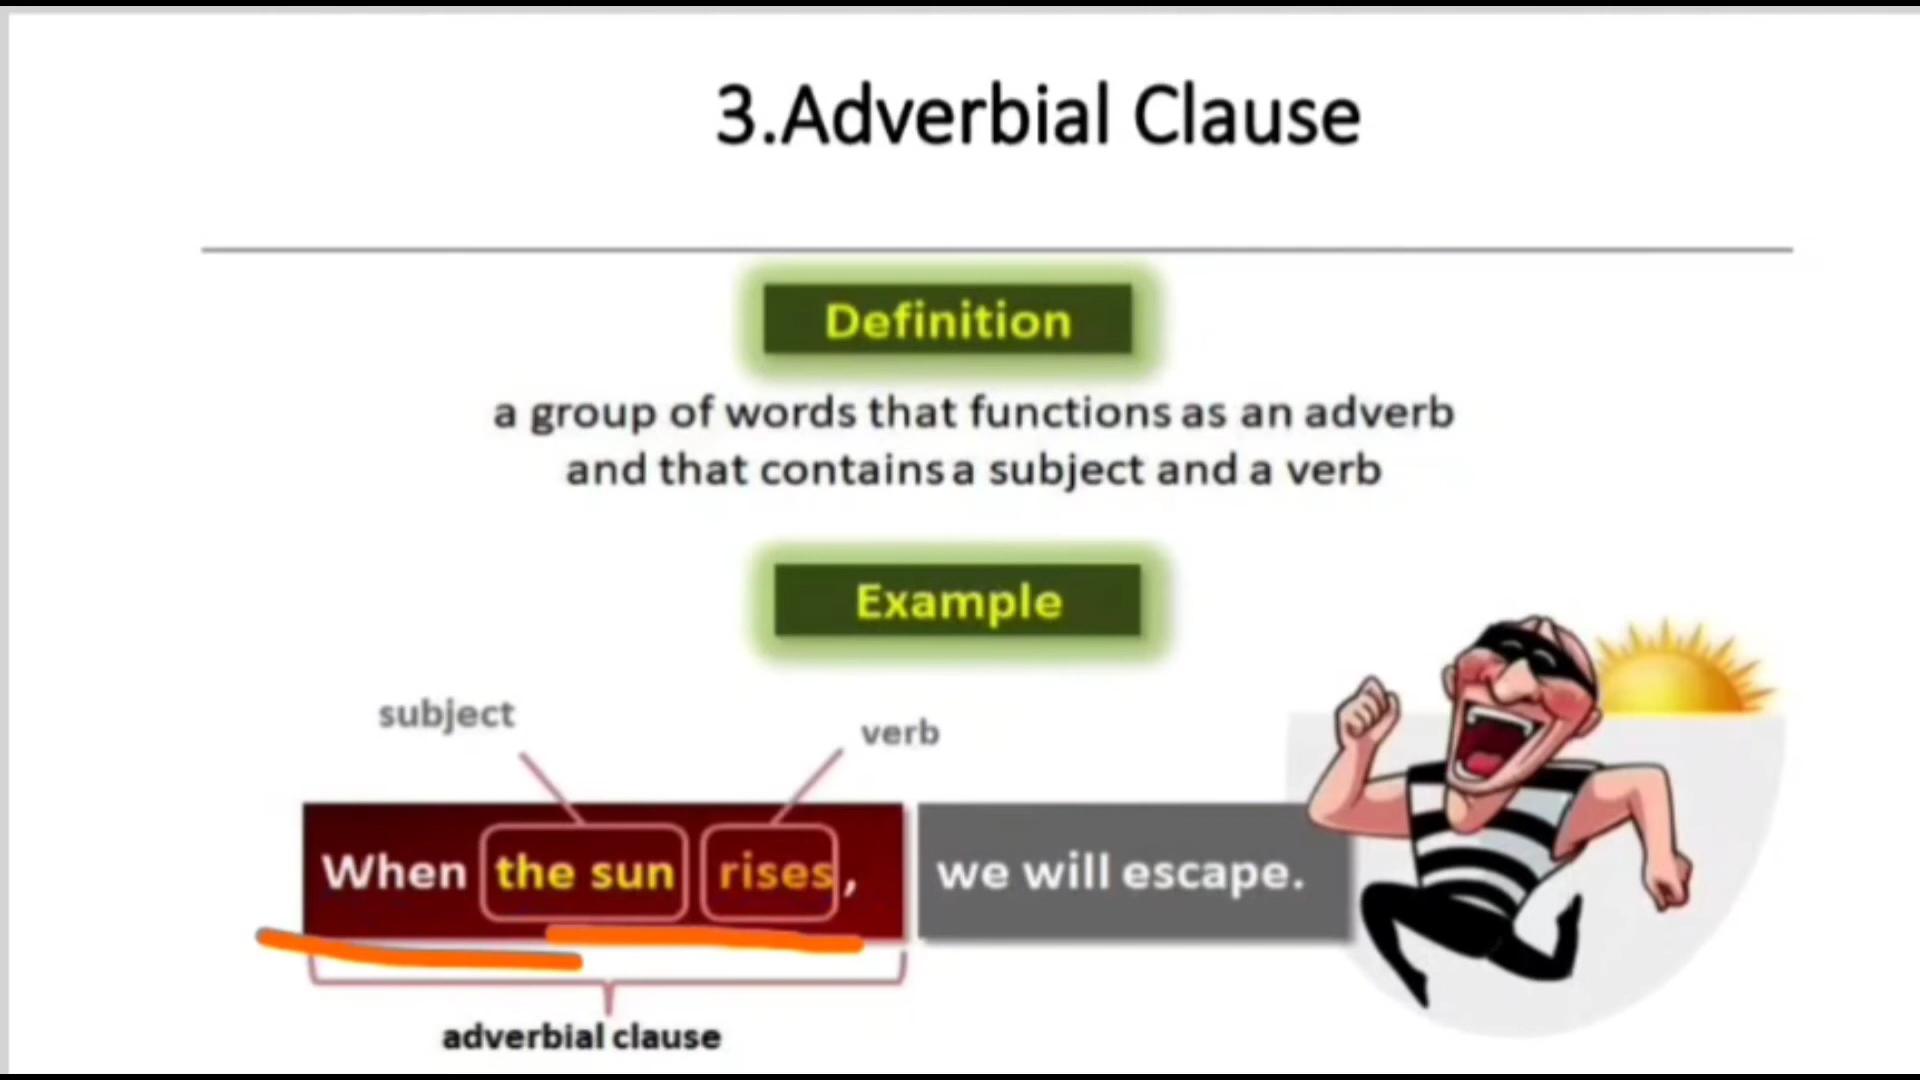 3.Adverbial Clause
Definition
a group of words that functions as an adverb
and that contains a subject and a verb
Example
subject
verb
When the sun rises, we will escape.
adverbial clause